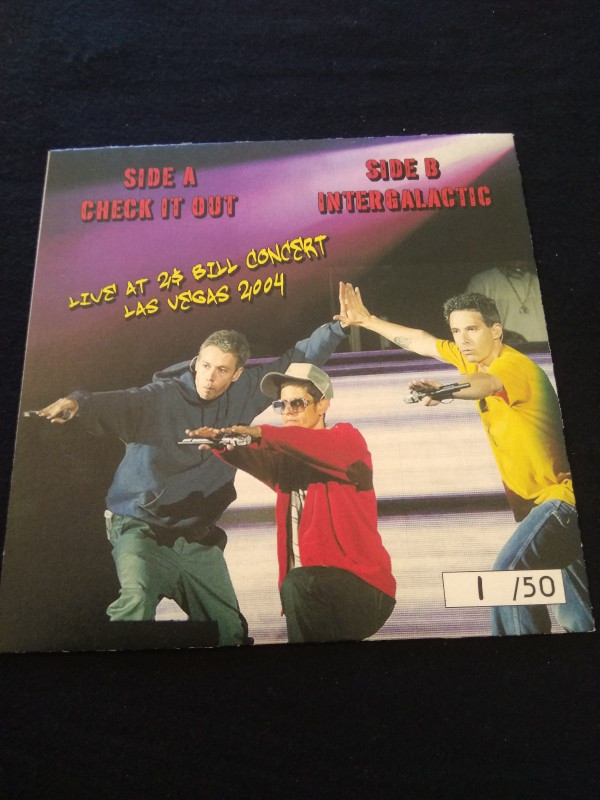 SIDE A
CHECK IT OUT
SIDE B
INTERGALACTIC
LIVE AT 2$ BILL CONCERT
LAS VEGAS 2004
1 /50